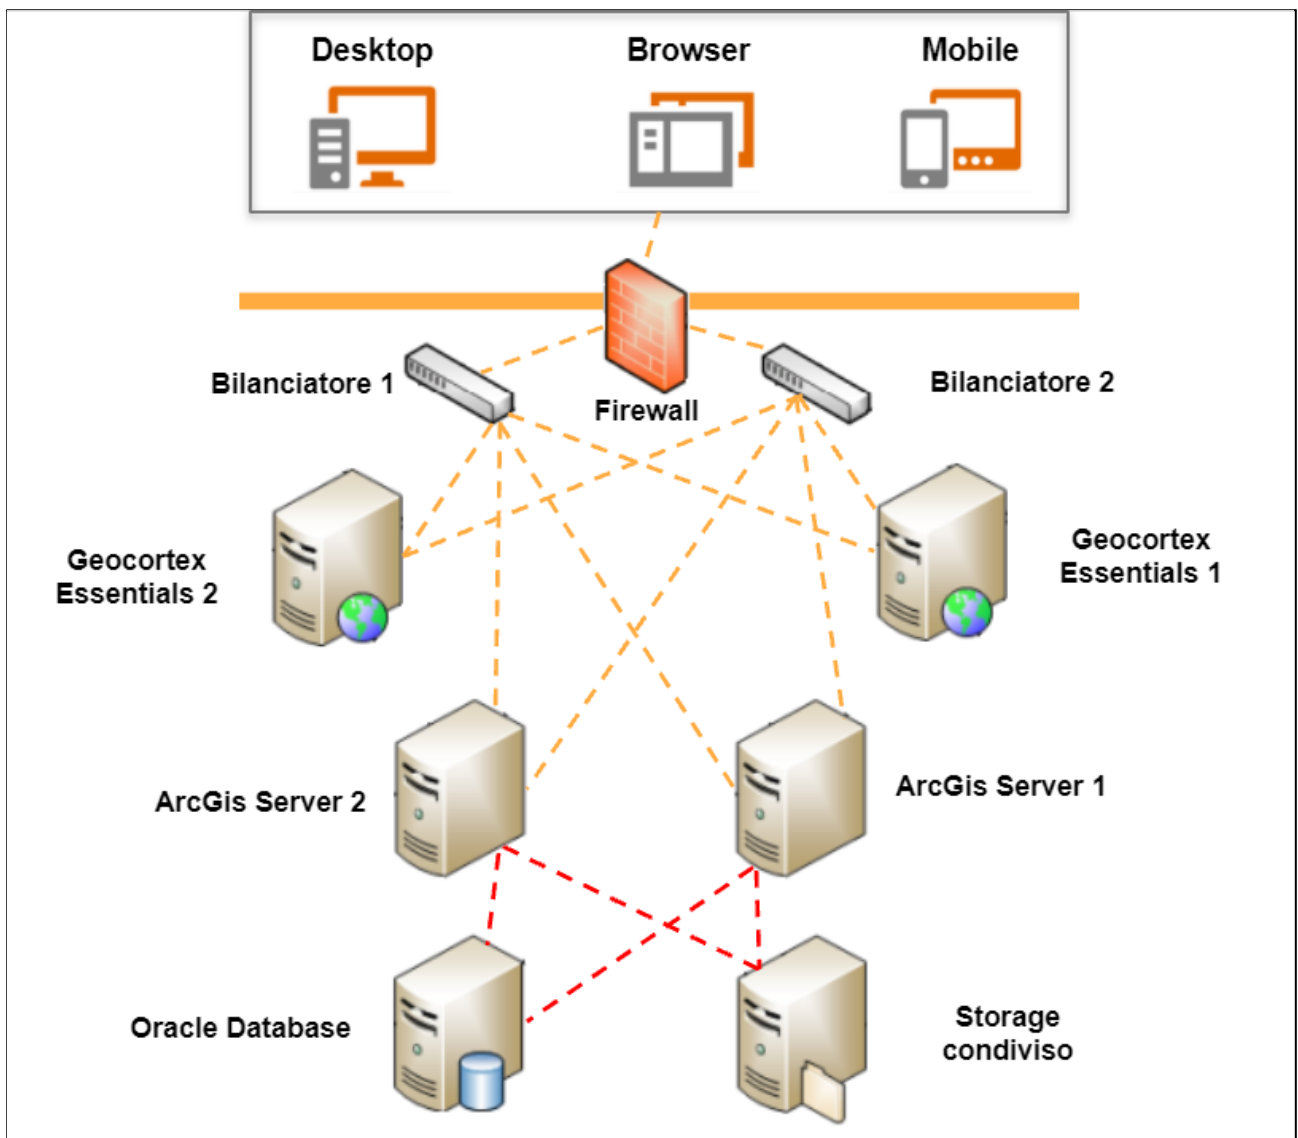 Desktop
Browser
Mobile
Bilanciatore 1
Firewall
Bilanciatore 2
Geocortex
Essentials 2
Geocortex
Essentials 1
ArcGis Server 2
ArcGis Server 1
Oracle Database
Storage
condiviso